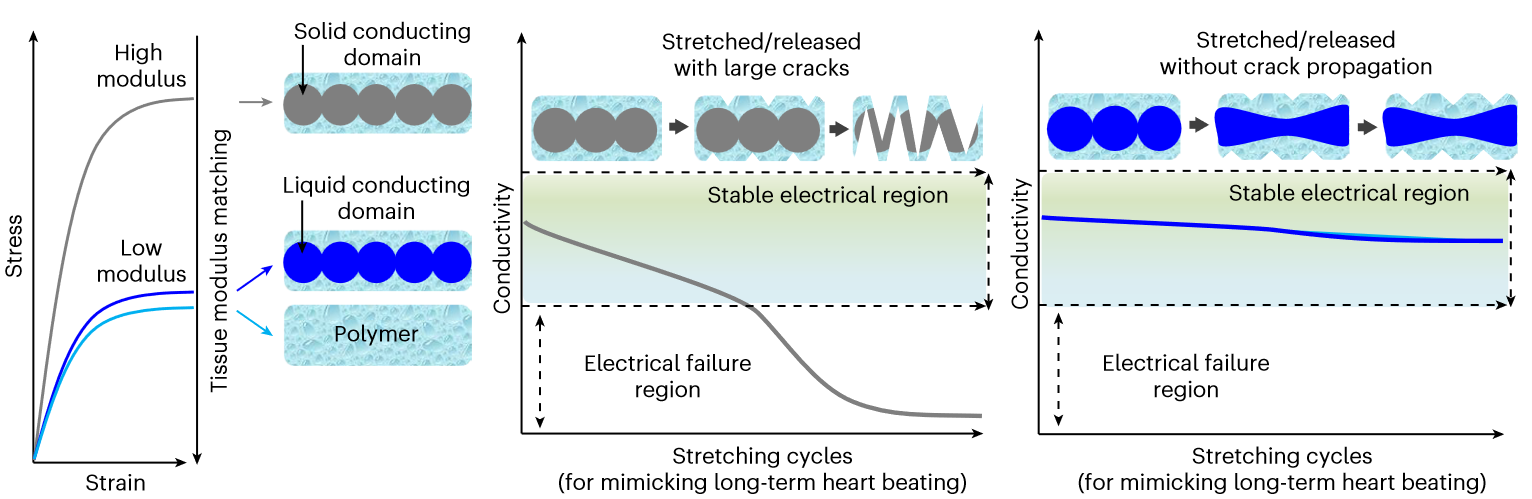 High
modulus
Low
modulus
Stress
Strain
Tissue modulus matching
Solid conducting
domain
Liquid conducting
domain
Polymer
Stretched/released
with large cracks
Stable electrical region
Electrical failure
region
Conductivity
Stretching cycles
(for mimicking long-term heart beating)
Stretched/released
without crack propagation
Stable electrical region
Electrical failure
region
Conductivity
Stretching cycles
(for mimicking long-term heart beating)